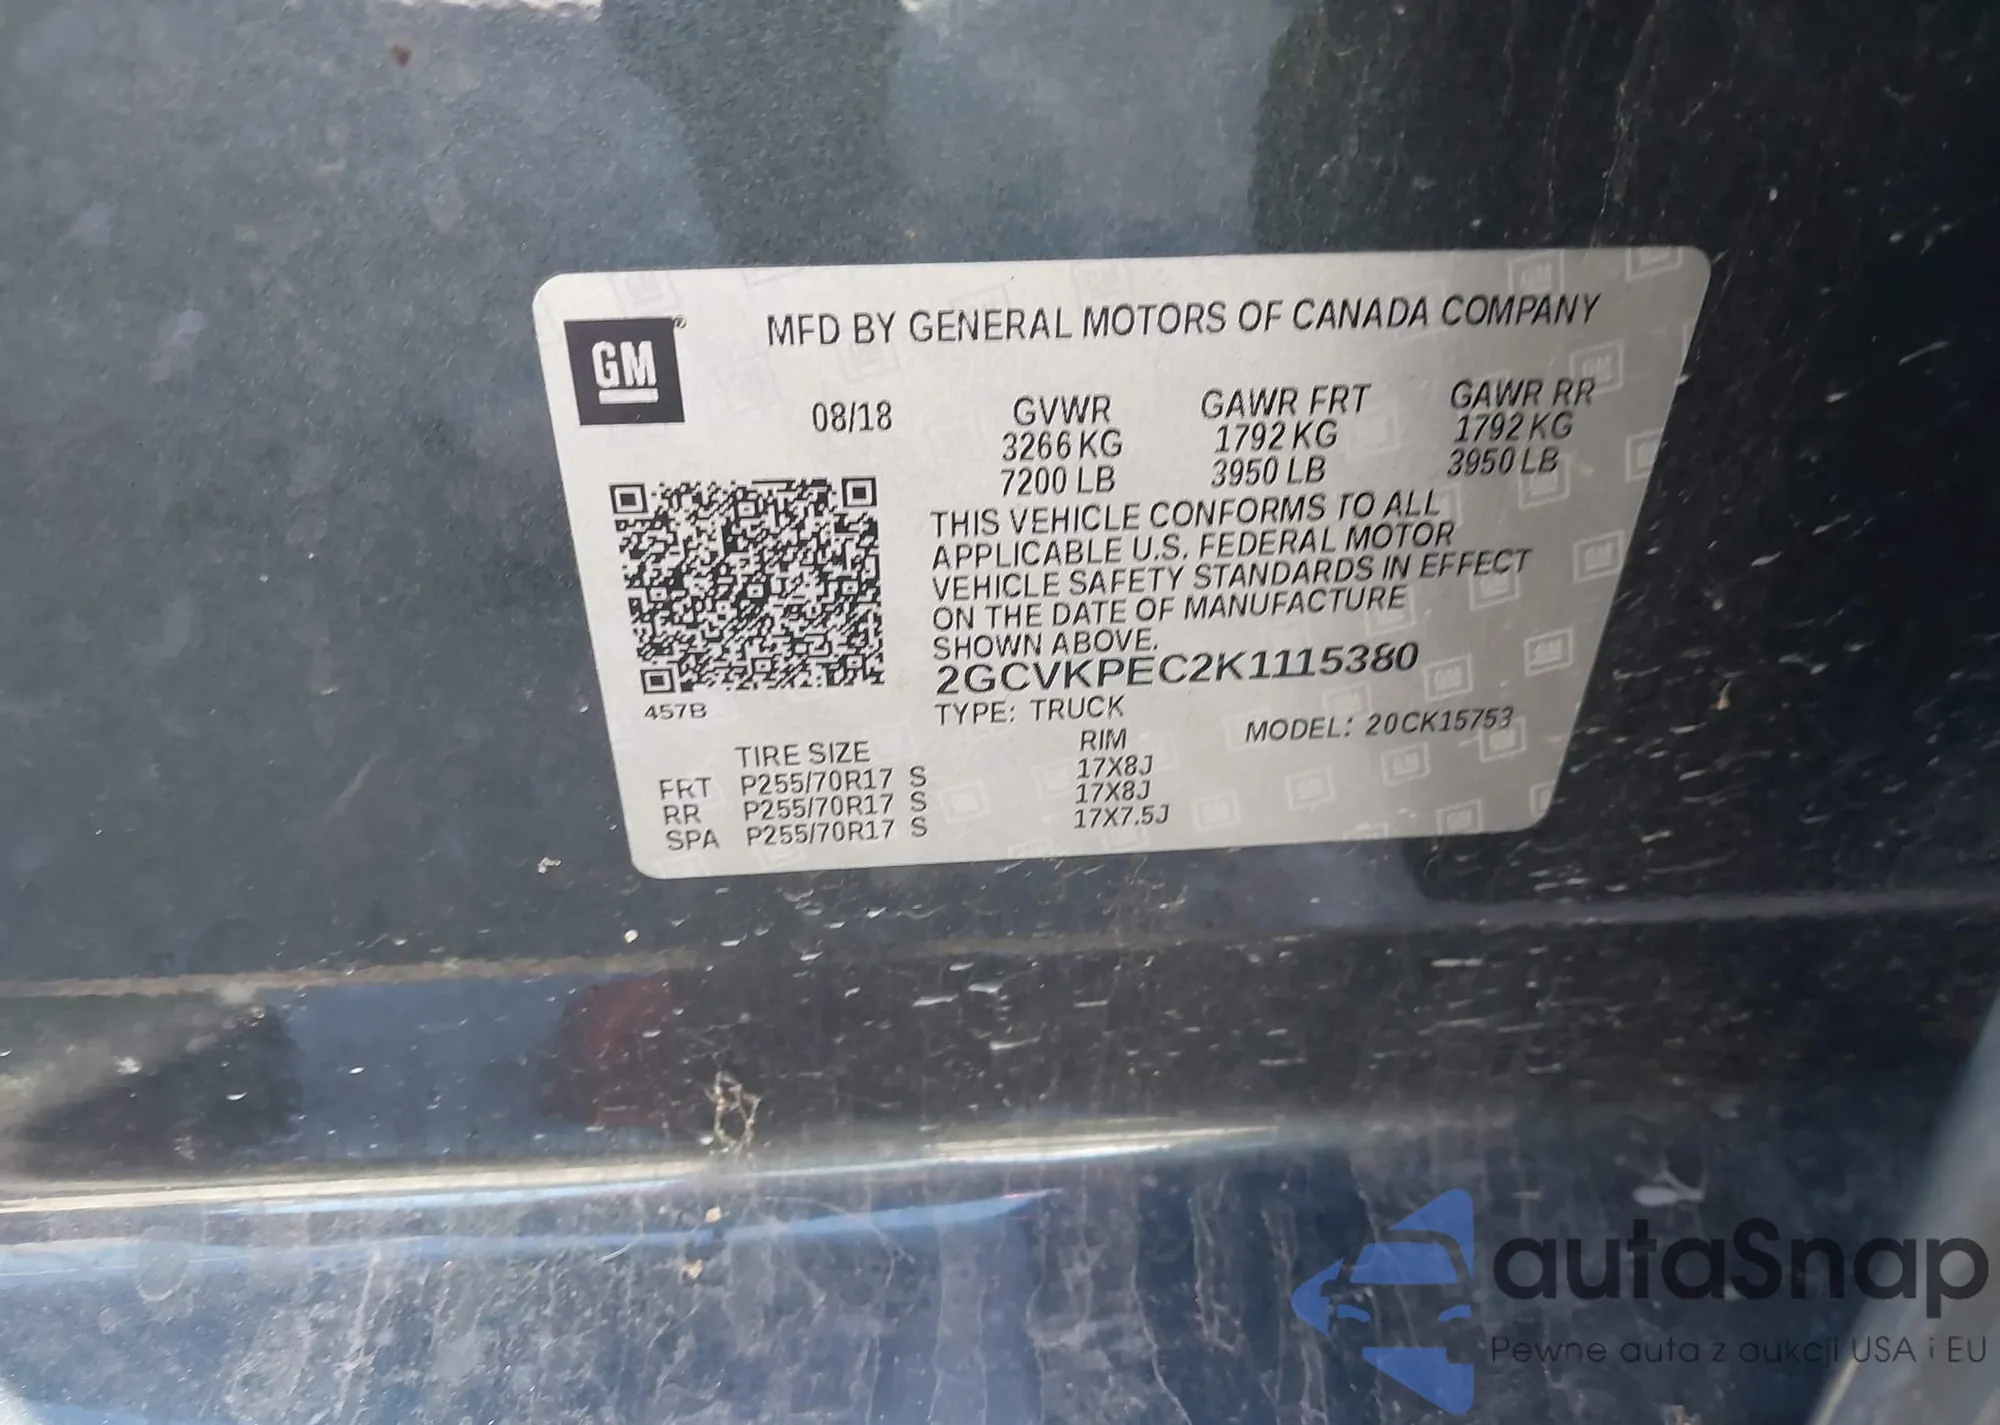 GM
MFD BY GENERAL MOTORS OF CANADA COMPANY
08/18 GVWR GAWR FRT GAWR RR
3266 KG 1792 KG 1792 KG
7200 LB 3950 LB 3950 LB
THIS VEHICLE CONFORMS TO ALL
APPLICABLE U.S. FEDERAL MOTOR
VEHICLE SAFETY STANDARDS IN EFFECT
ON THE DATE OF MANUFACTURE
SHOWN ABOVE.
2GCVKPEC2K1115380
457B
TYPE: TRUCK MODEL: 20CK15753
TIRE SIZE RIM
FRT P255/70R17 S 17X8J
RR P255/70R17 S 17X8J
SPA P255/70R17 S 17X7.5J
autaSnap
Pewne auta z aukcji USA i EU